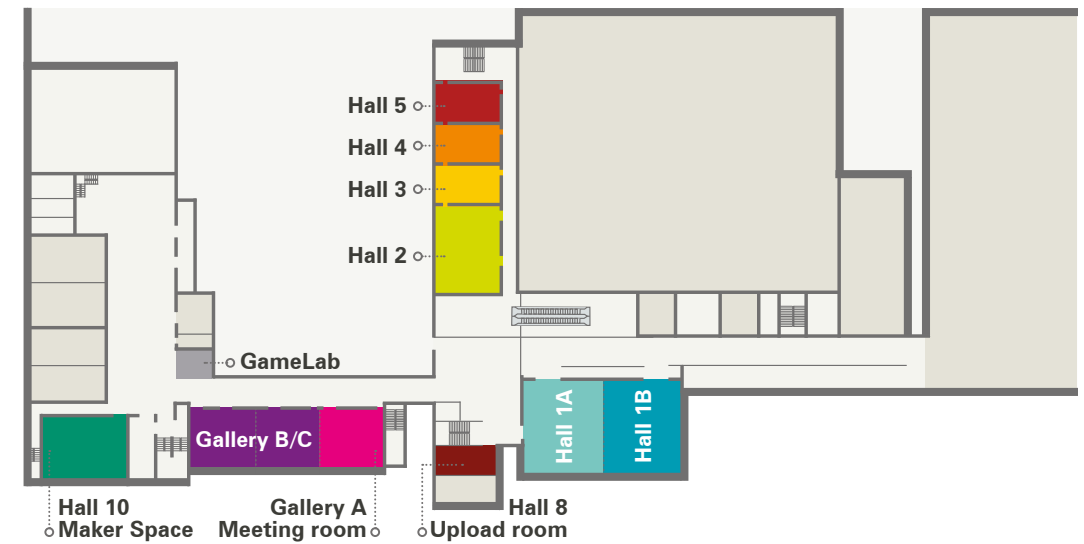 Hall 5
Hall 4
Hall 3
Hall 2
GameLab
Hall 1A
Hall 1B
Gallery B/C
Hall 10
Maker Space
Gallery A
Meeting room
Hall 8
Upload room